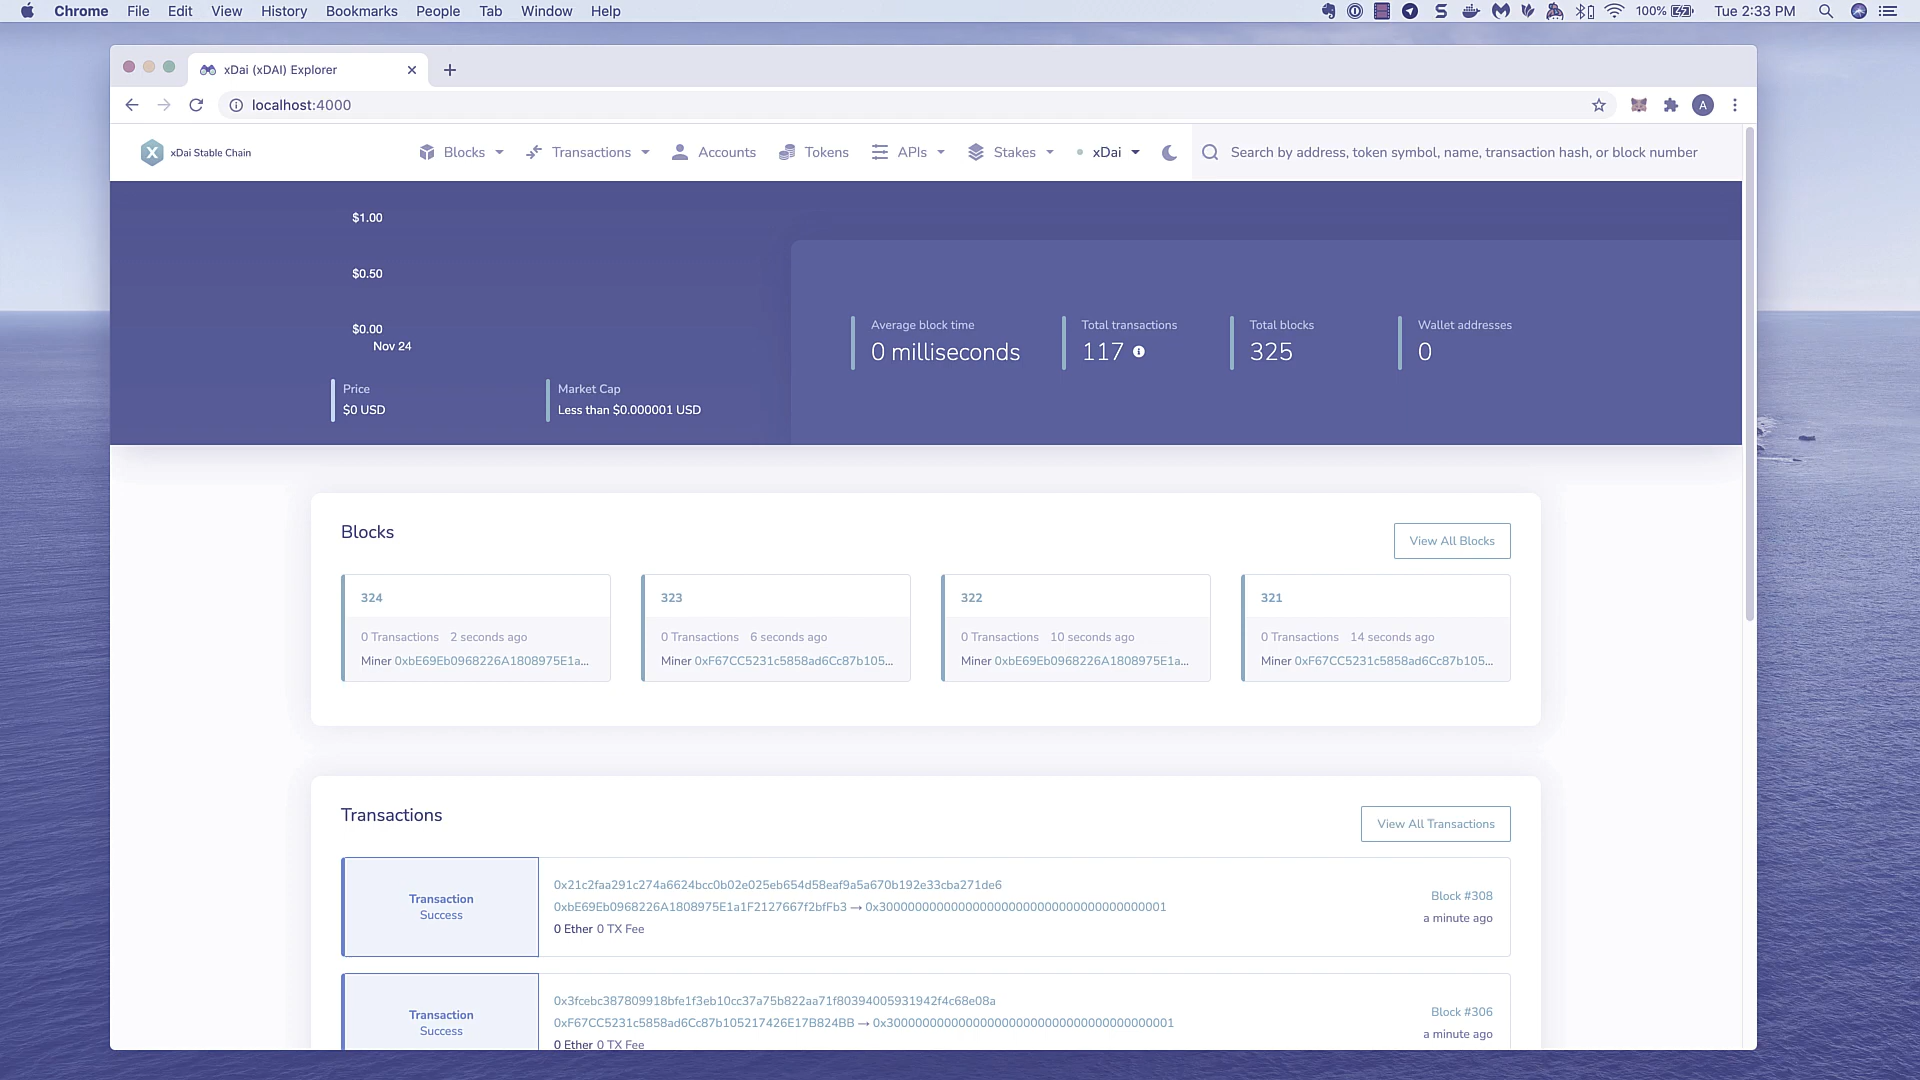 Chrome File Edit View History Bookmarks People Tab Window Help 100% Tue 2:33 PM
xDai (xDAI) Explorer
localhost:4000 A
xDai Stable Chain Blocks Transactions Accounts Tokens APIs Stakes xDai Search by address, token symbol, name, transaction hash, or block number
$1.00
$0.50
$0.00
Nov 24
Price
$0 USD
Market Cap
Less than $0.000001 USD
Average block time
0 milliseconds
Total transactions
117
Total blocks
325
Wallet addresses
0
Blocks
View All Blocks
324
0 Transactions 2 seconds ago
Miner 0xbE69Eb0968226A1808975E1a...
323
0 Transactions 6 seconds ago
Miner 0xF67CC5231c5858ad6Cc87b105...
322
0 Transactions 10 seconds ago
Miner 0xbE69Eb0968226A1808975E1a...
321
0 Transactions 14 seconds ago
Miner 0xF67CC5231c5858ad6Cc87b105...
Transactions
View All Transactions
Transaction
Success
0x21c2faa291c274a6624bcc0b02e025eb654d58eaf9a5a670b192e33cba271de6
0xbE69Eb0968226A1808975E1a1F2127667f2bfFb3 → 0x3000000000000000000000000000000000000001
0 Ether 0 TX Fee
Block #308
a minute ago
Transaction
Success
0x3fcebc387809918bfe1f3eb10cc37a75b822aa71f80394005931942f4c68e08a
0xF67CC5231c5858ad6Cc87b105217426E17B824BB → 0x3000000000000000000000000000000000000001
0 Ether 0 TX Fee
Block #306
a minute ago